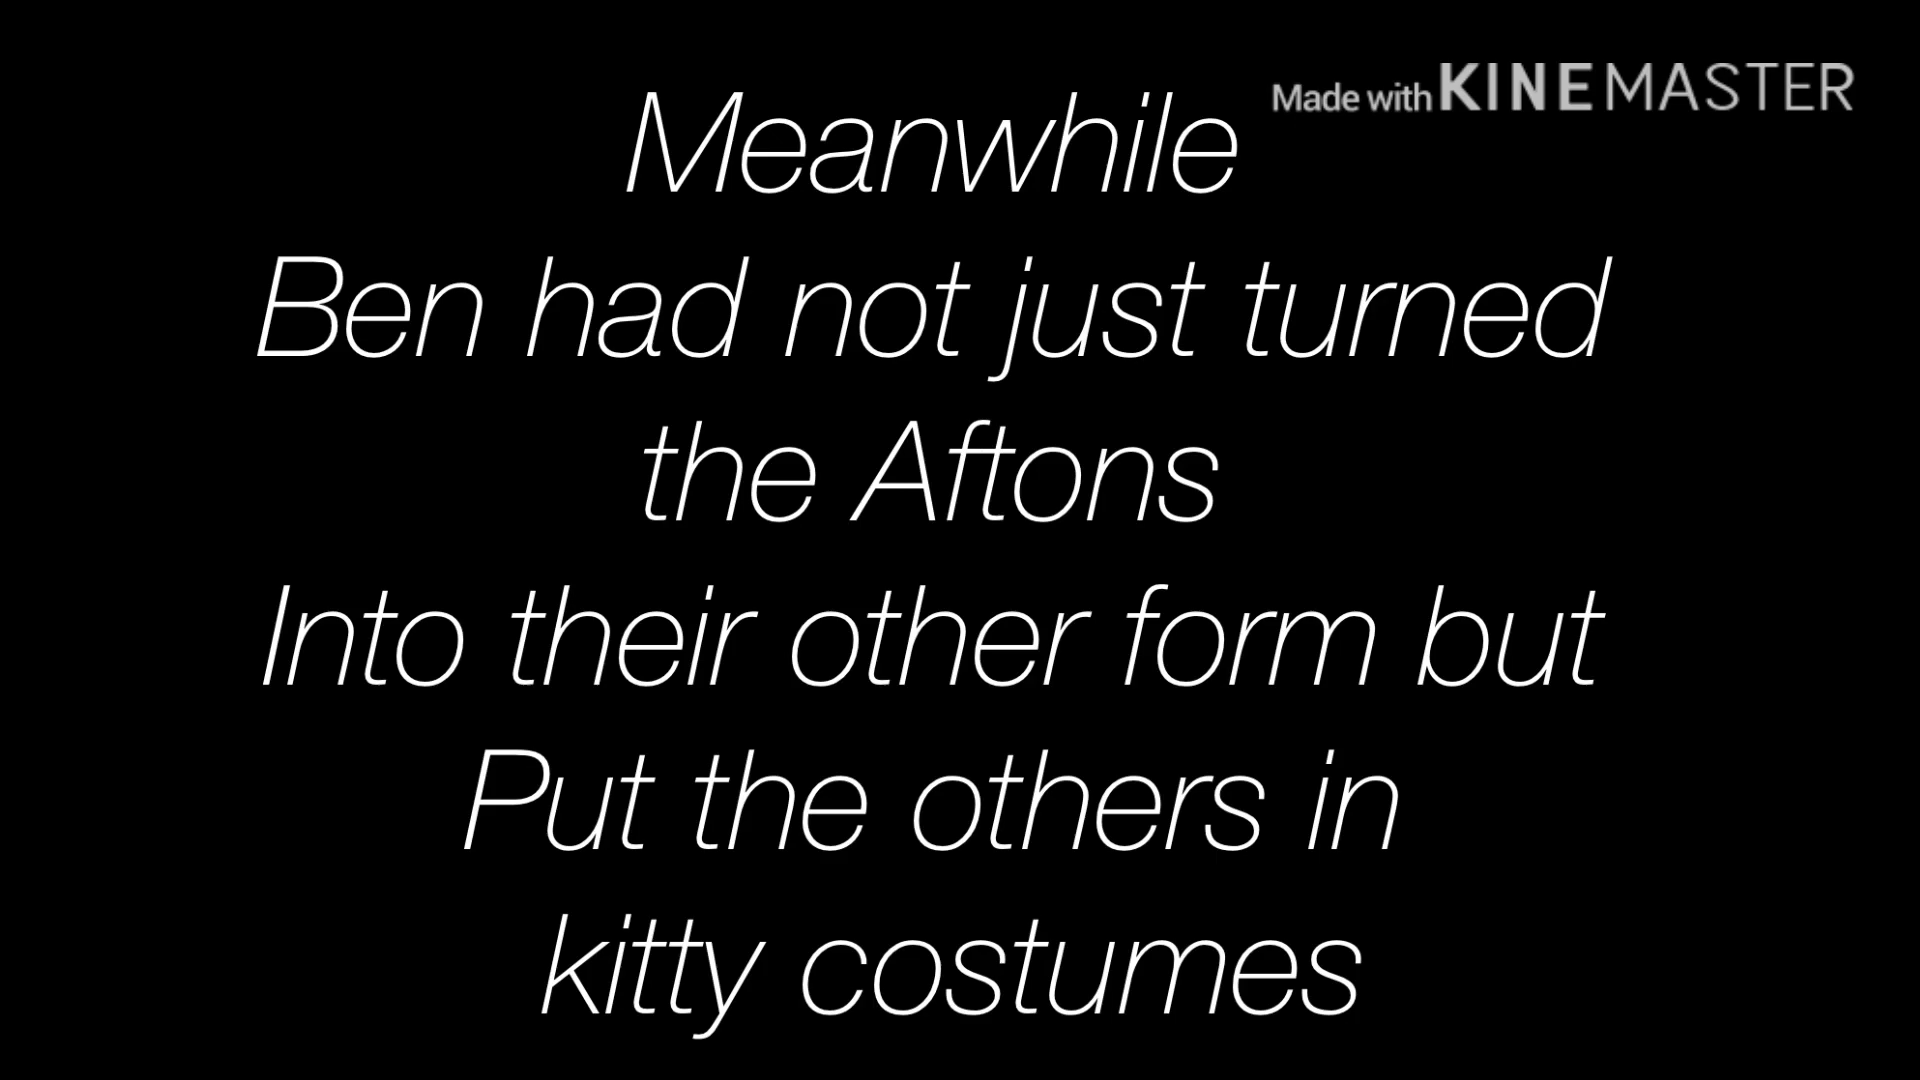 Made with KINEMASTER
Meanwhile
Ben had not just turned
the Aftons
Into their other form but
Put the others in
kitty costumes